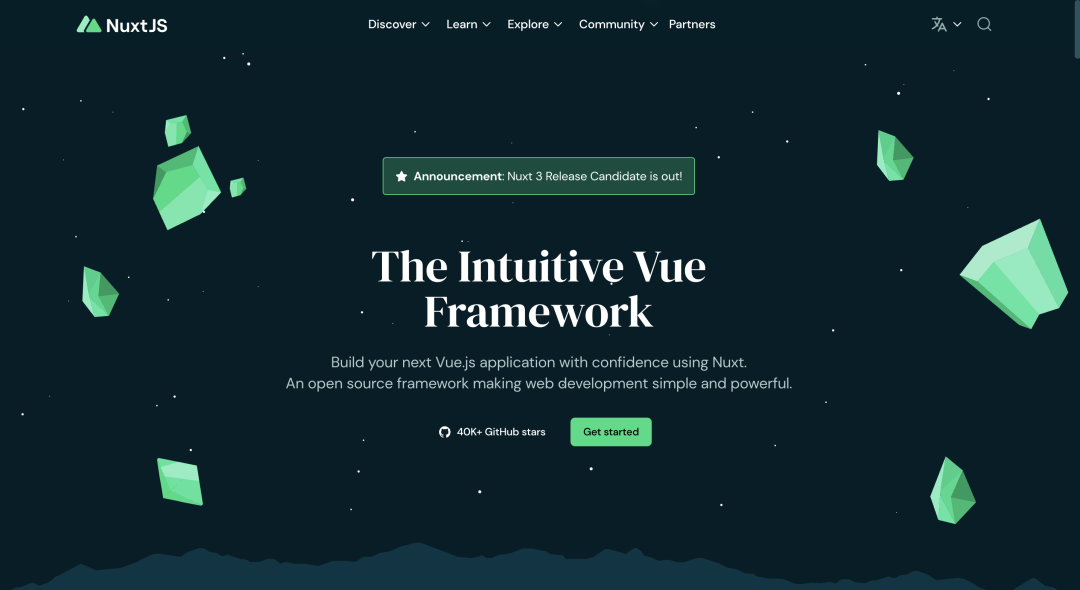 NuxtJS
Discover
Learn
Explore
Community
Partners
Announcement: Nuxt 3 Release Candidate is out!
The Intuitive Vue
Framework
Build your next Vue.js application with confidence using Nuxt.
An open source framework making web development simple and powerful.
40K+ GitHub stars
Get started